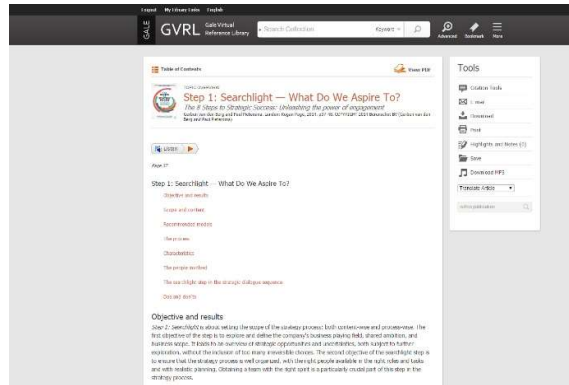 Logout My Library Links English
GALE GVRL Gale Virtual Reference Library Search Collection Keyword Advanced Bookmark More
Table of Contents View PDF
TOPIC OVERVIEW
Step 1: Searchlight — What Do We Aspire To?
The 8 Steps to Strategic Success: Unleashing the power of engagement
Listen
Page 37
Step 1: Searchlight — What Do We Aspire To?
Objective and results
Scope and content
Recommended models
The process
Characteristics
The people involved
The searchlight step in the strategic dialogue sequence
Dos and don'ts
Objective and results
Step 1: Searchlight is about setting the scope of the strategy process: both content-wise and process-wise. The
first objective of the step is to explore and define the company's business playing field, shared ambition, and
business scope. It leads to an overview of strategic opportunities and uncertainties, both subject to further
exploration, without the inclusion of too many irreversible choices. The second objective of the searchlight step is
to ensure that the strategy process is well organized, with the right people available in the right roles and tasks
and with realistic planning. Obtaining a team with the right spirit is a particularly crucial part of this step in the
strategy process.
Tools
Citation Tools
E-mail
Download
Print
Highlights and Notes (0)
Save
Download MP3
Translate Article